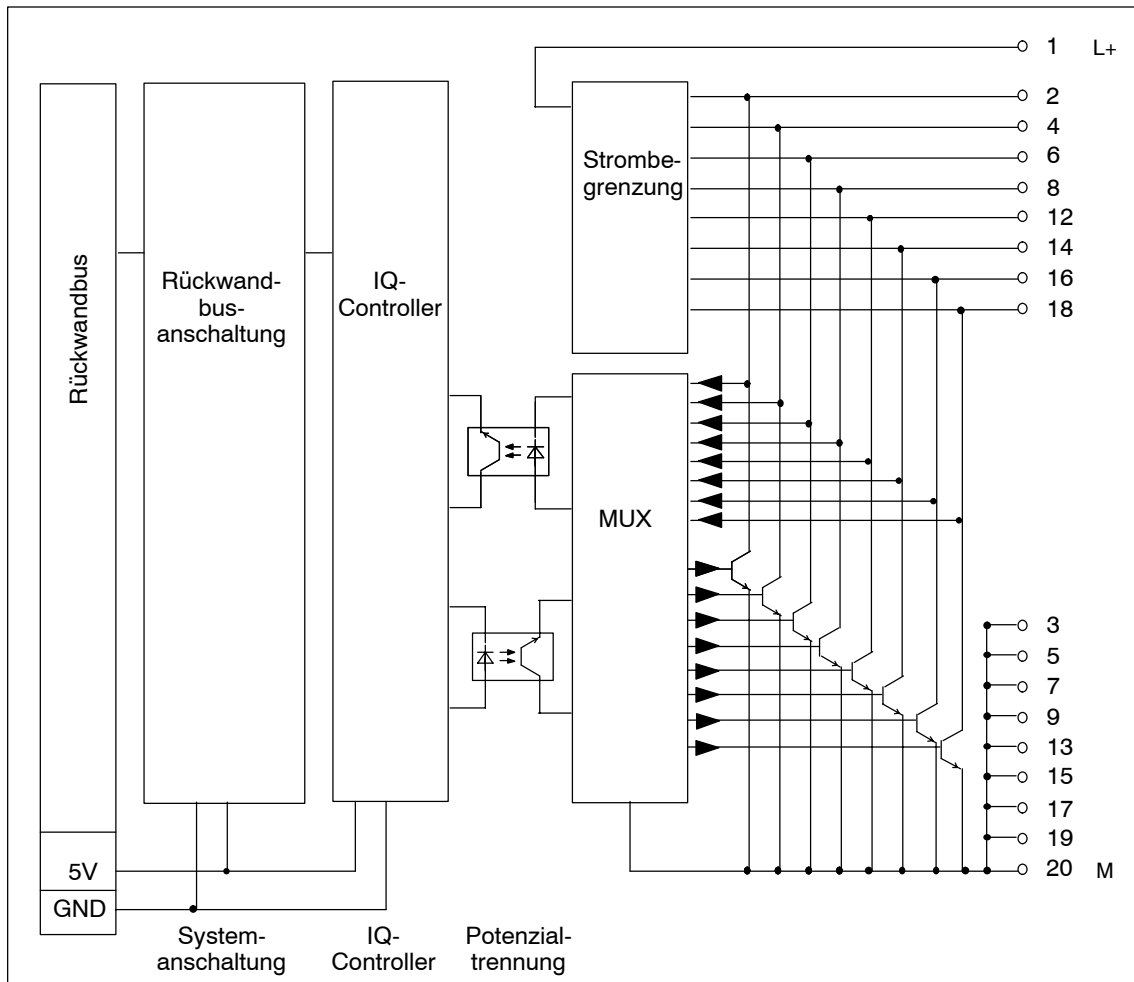 1 L+
2
4
6
8
12
14
16
18
Strombe-
grenzung
Rückwandbus
Rückwand-
bus-
anschaltung
IQ-
Controller
MUX
3
5
7
9
13
15
17
19
20 M
5V
GND
System-
anschaltung
IQ-
Controller
Potenzial-
trennung